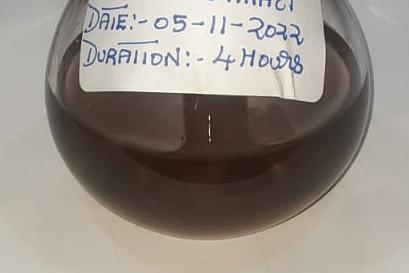 DATE:-05-11-2022
DURATION:- 4 HOURS